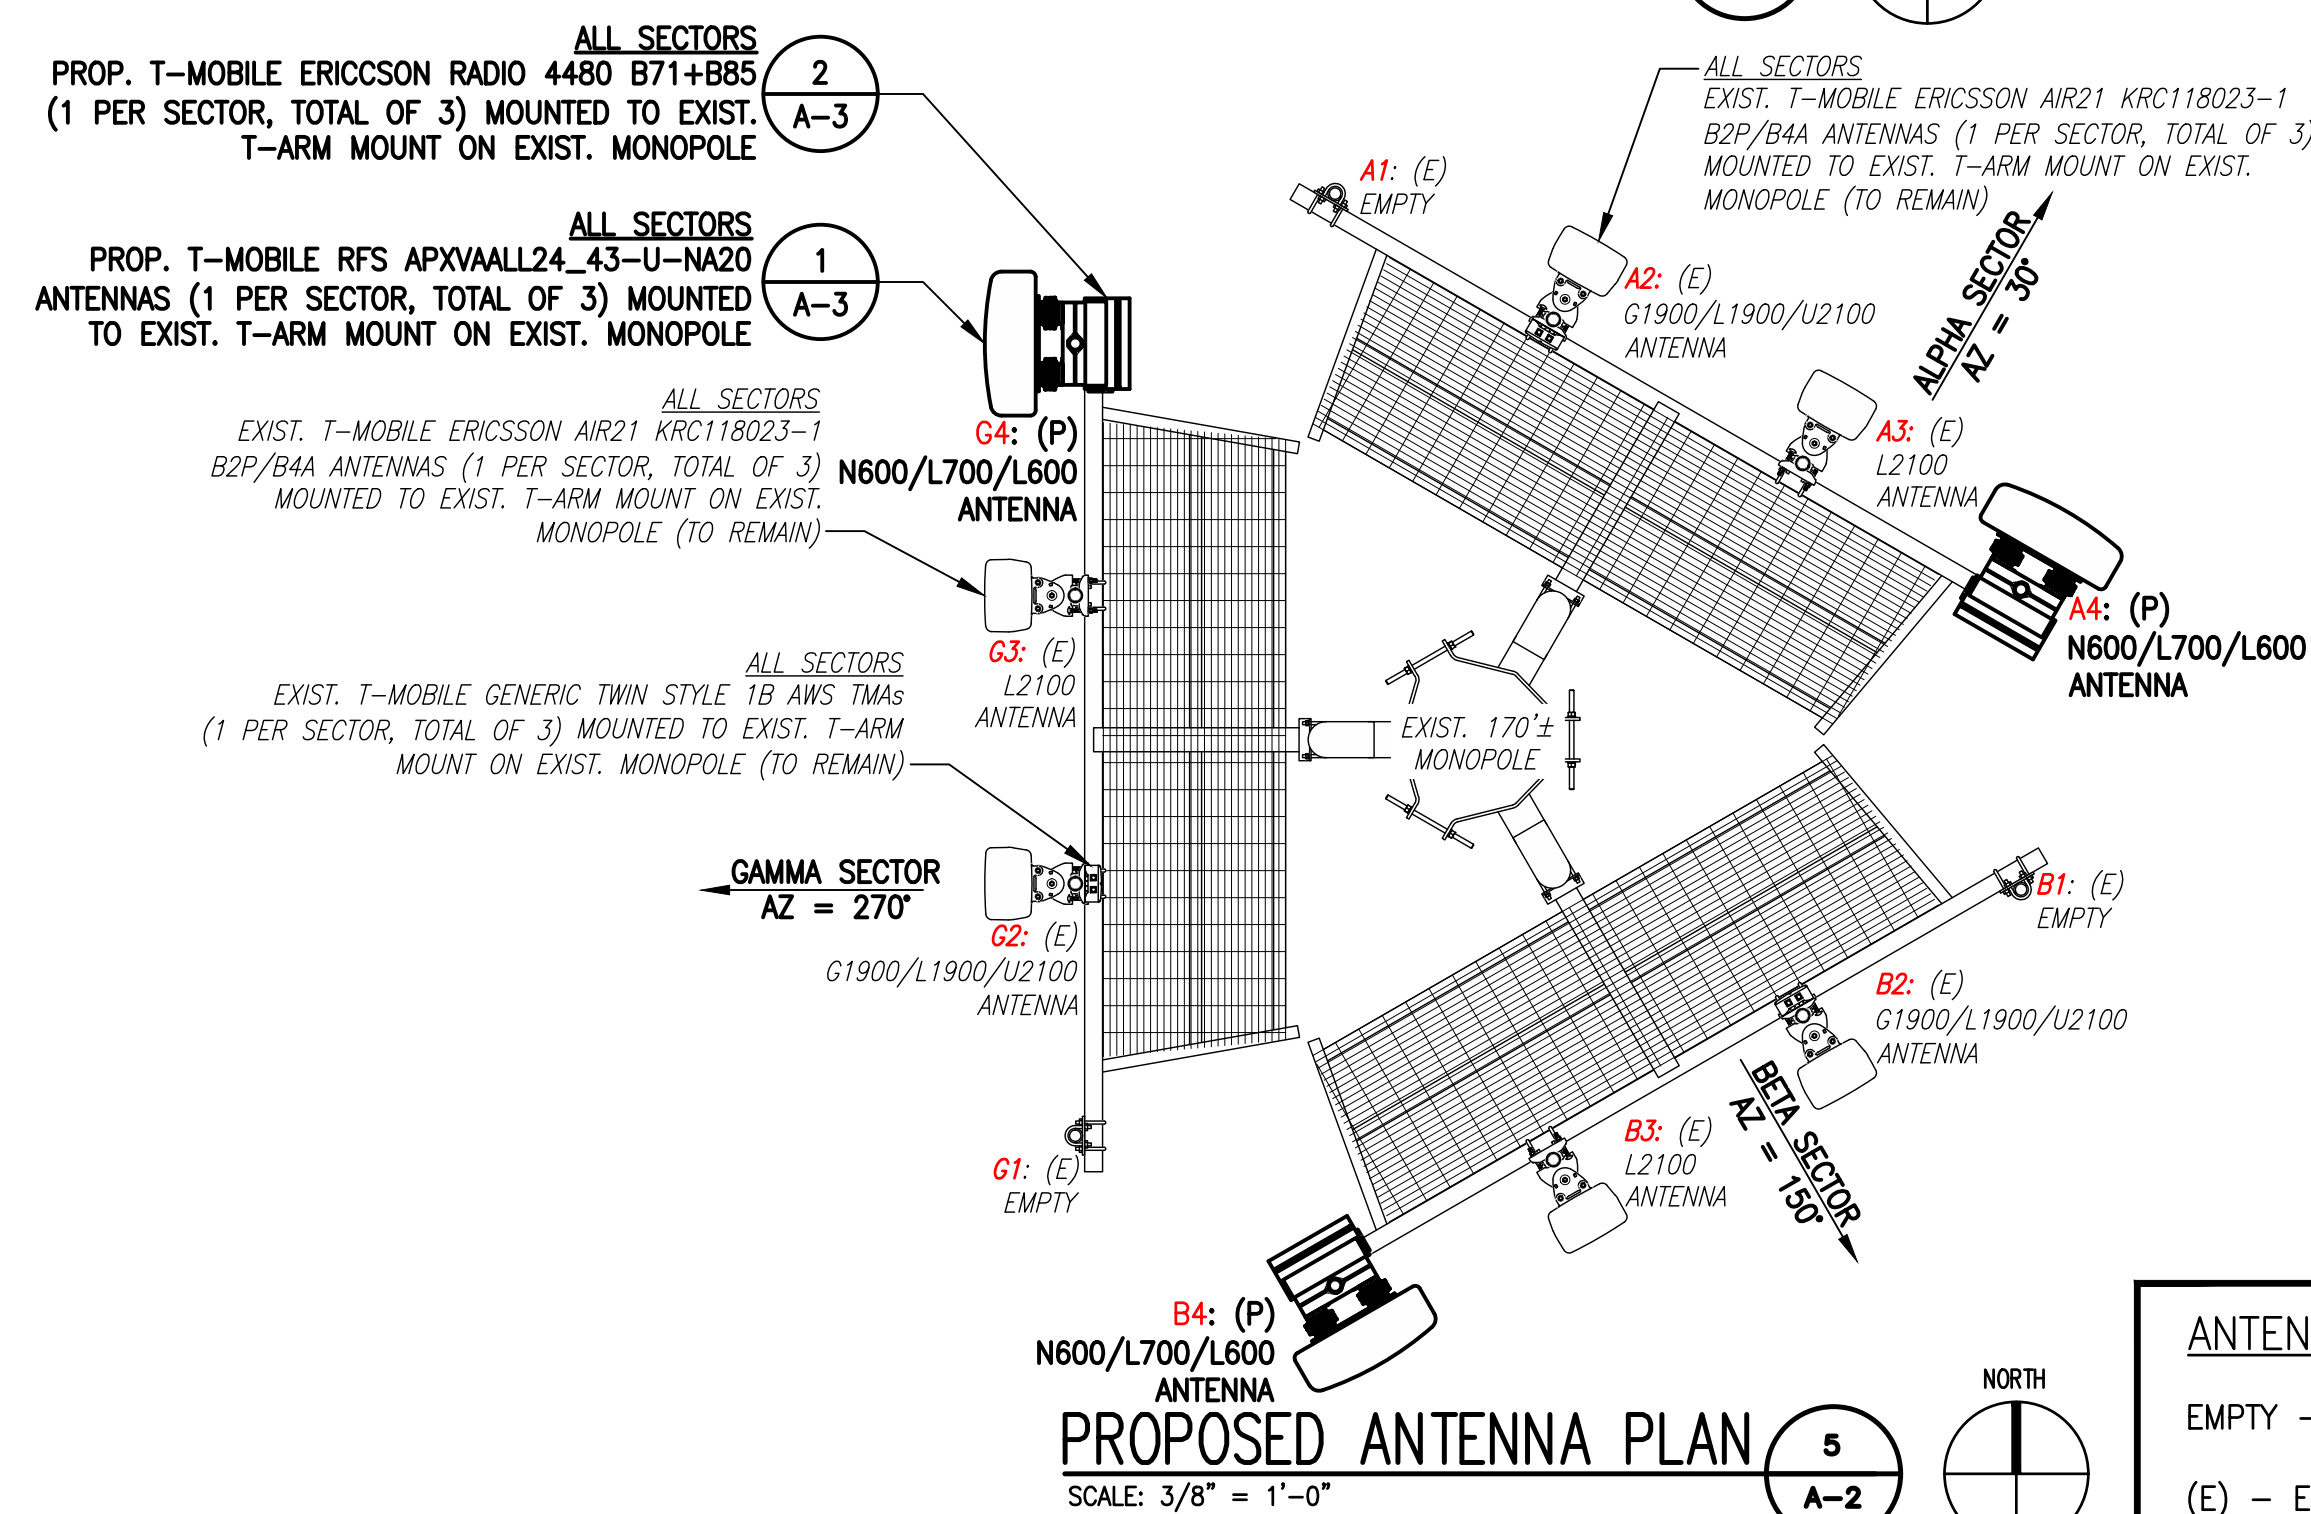 ALL SECTORS
PROP. T-MOBILE ERICCSON RADIO 4480 B71+B85
(1 PER SECTOR, TOTAL OF 3) MOUNTED TO EXIST.
T-ARM MOUNT ON EXIST. MONOPOLE
2
A-3
ALL SECTORS
PROP. T-MOBILE RFS APXVAALL24_43-U-NA20
ANTENNAS (1 PER SECTOR, TOTAL OF 3) MOUNTED
TO EXIST. T-ARM MOUNT ON EXIST. MONOPOLE
1
A-3
ALL SECTORS
EXIST. T-MOBILE ERICSSON AIR21 KRC118023-1
B2P/B4A ANTENNAS (1 PER SECTOR, TOTAL OF 3)
MOUNTED TO EXIST. T-ARM MOUNT ON EXIST.
MONOPOLE (TO REMAIN)
ALL SECTORS
EXIST. T-MOBILE GENERIC TWIN STYLE 1B AWS TMAs
(1 PER SECTOR, TOTAL OF 3) MOUNTED TO EXIST. T-ARM
MOUNT ON EXIST. MONOPOLE (TO REMAIN)
ALL SECTORS
EXIST. T-MOBILE ERICSSON AIR21 KRC118023-1
B2P/B4A ANTENNAS (1 PER SECTOR, TOTAL OF 3)
MOUNTED TO EXIST. T-ARM MOUNT ON EXIST.
MONOPOLE (TO REMAIN)
A1: (E)
EMPTY
A2: (E)
G1900/L1900/U2100
ANTENNA
ALPHA SECTOR
AZ = 30°
A3: (E)
L2100
ANTENNA
A4: (P)
N600/L700/L600
ANTENNA
G4: (P)
N600/L700/L600
ANTENNA
G3: (E)
L2100
ANTENNA
EXIST. 170'±
MONOPOLE
GAMMA SECTOR
AZ = 270°
G2: (E)
G1900/L1900/U2100
ANTENNA
G1: (E)
EMPTY
B1: (E)
EMPTY
B2: (E)
G1900/L1900/U2100
ANTENNA
BETA SECTOR
AZ = 150°
B3: (E)
L2100
ANTENNA
B4: (P)
N600/L700/L600
ANTENNA
PROPOSED ANTENNA PLAN
SCALE: 3/8" = 1'-0"
5
A-2
NORTH
EMPTY -
(E) -